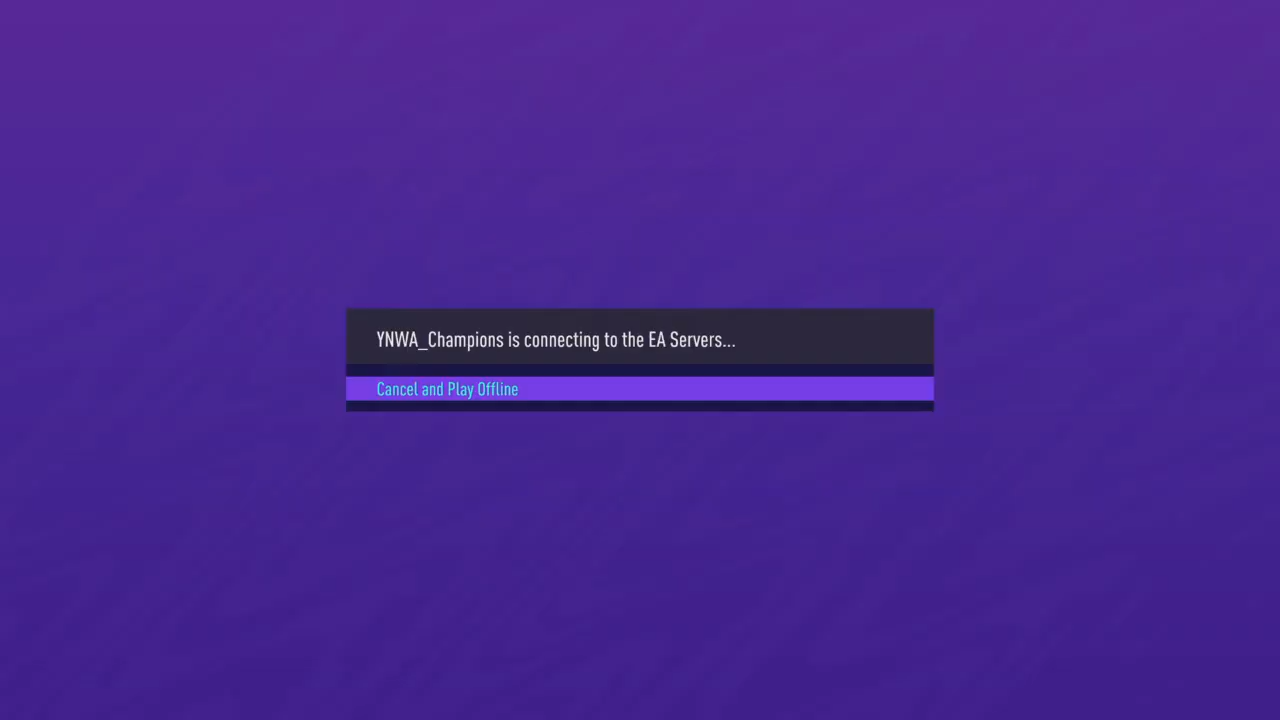 YNWA_Champions is connecting to the EA Servers...
Cancel and Play Offline